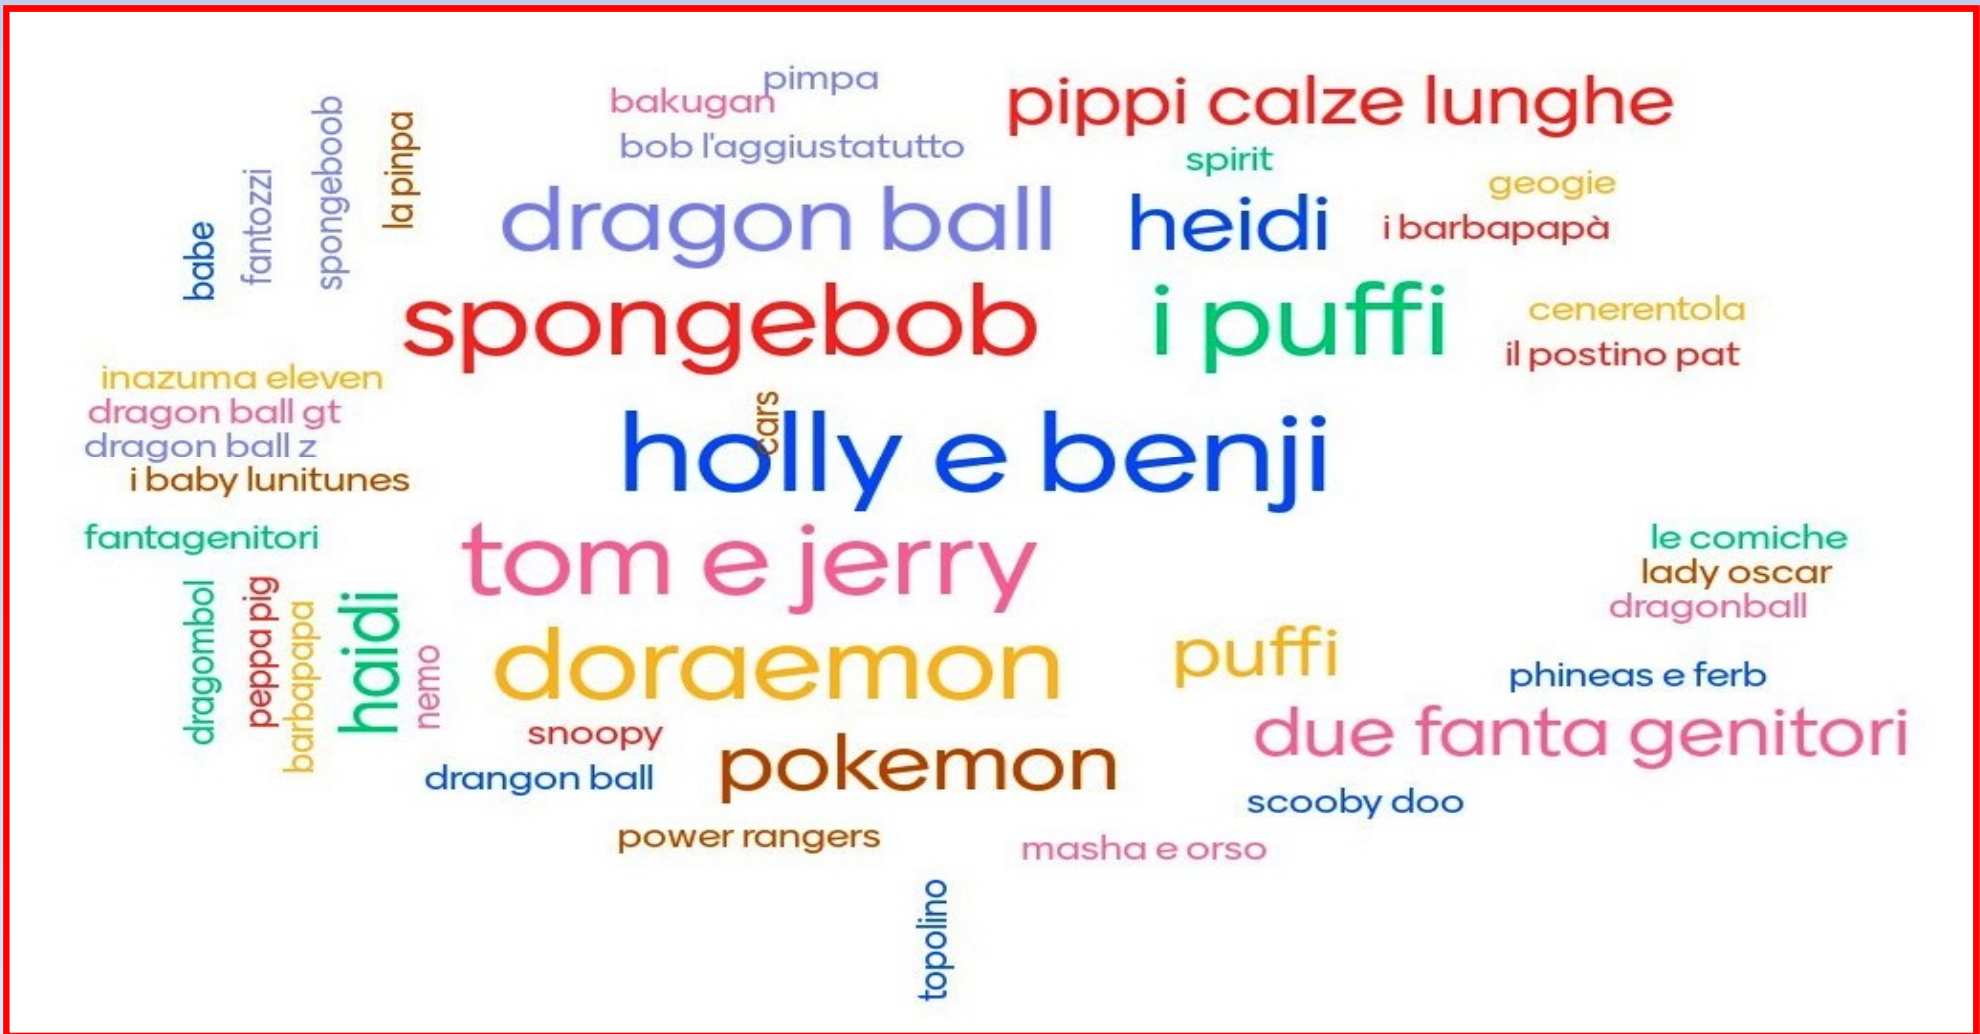 pimpa
bakugan
pippi calze lunghe
bob l'aggiustatutto
spirit
geogie
babe
fantozzi
spongeboob
la pinpa
dragon ball
heidi
i barbapapà
spongebob
i puffi
cenerentola
il postino pat
inazuma eleven
dragon ball gt
dragon ball z
i baby lunitunes
cars
holly e benji
fantagenitori
tom e jerry
le comiche
lady oscar
dragonball
dragombol
peppa pig
barbapapa
haidi
nemo
doraemon
puffi
phineas e ferb
snoopy
due fanta genitori
drangon ball
pokemon
scooby doo
power rangers
masha e orso
topolino